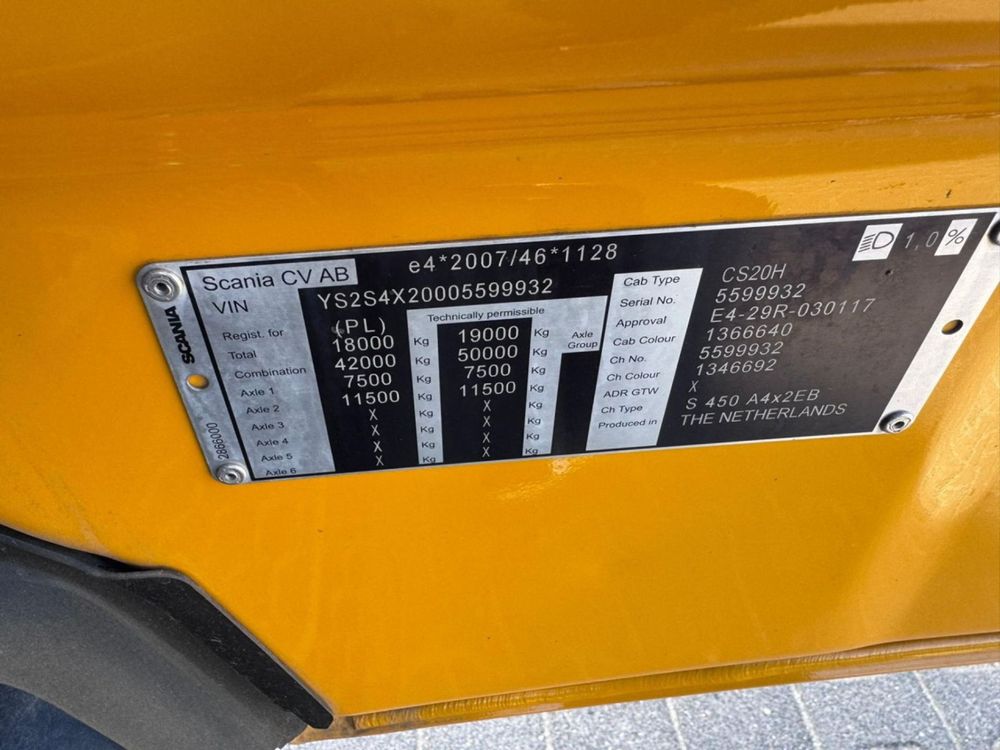 e4*2007/46*1128
Scania CV AB
VIN YS2S4X20005599932
SCANIA
2866000
Regist. for (PL)
Technically permissible
Total 18000 Kg 19000 Kg
Combination 42000 Kg 50000 Kg
Axle 1 7500 Kg 7500 Kg
Axle 2 11500 Kg 11500 Kg
Axle 3 X Kg X Kg
Axle 4 X Kg X Kg
Axle 5 X Kg X Kg
Axle 6 X Kg X Kg
Axle
Group
1,0 %
Cab Type CS20H
Serial No. 5599932
Approval E4-29R-030117
Cab Colour 1366640
Ch No. 5599932
Ch Colour 1346692
ADR GTW X
Ch Type S 450 A4x2EB
Produced in THE NETHERLANDS